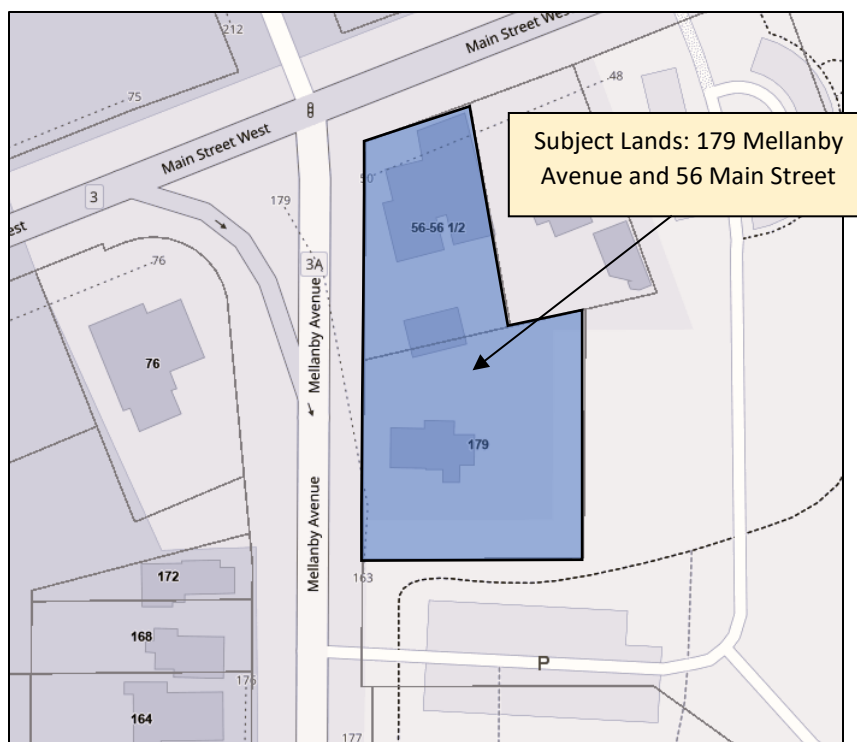 212
Main Street West
75
48
Main Street West
Subject Lands: 179 Mellanby
Avenue and 56 Main Street
50
3
179
56-56 1/2
est
3A
76
Mellanby Avenue
76
179
Mellanby Avenue
172
163
168
P
176
164
177